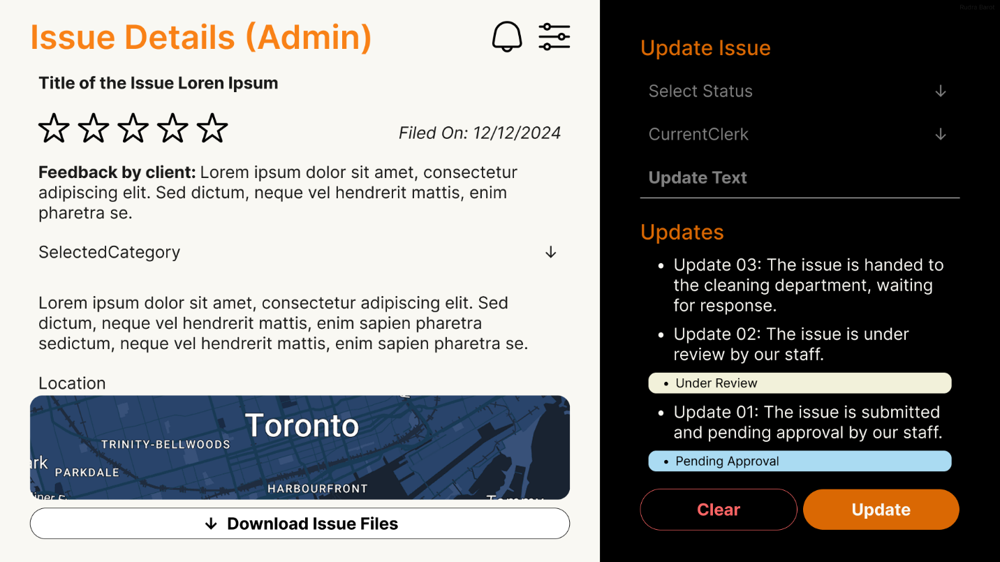 Rudra Barot
Issue Details (Admin)
Title of the Issue Loren Ipsum
Filed On: 12/12/2024
Feedback by client: Lorem ipsum dolor sit amet, consectetur
adipiscing elit. Sed dictum, neque vel hendrerit mattis, enim
pharetra se.
SelectedCategory
Lorem ipsum dolor sit amet, consectetur adipiscing elit. Sed
dictum, neque vel hendrerit mattis, enim sapien pharetra
sedictum, neque vel hendrerit mattis, enim sapien pharetra se.
Location
Toronto
TRINITY-BELLWOODS
ark
PARKDALE
HARBOURFRONT
Download Issue Files
Update Issue
Select Status
CurrentClerk
Update Text
Updates
• Update 03: The issue is handed to
the cleaning department, waiting
for response.
• Update 02: The issue is under
review by our staff.
• Under Review
• Update 01: The issue is submitted
and pending approval by our staff.
• Pending Approval
Clear
Update